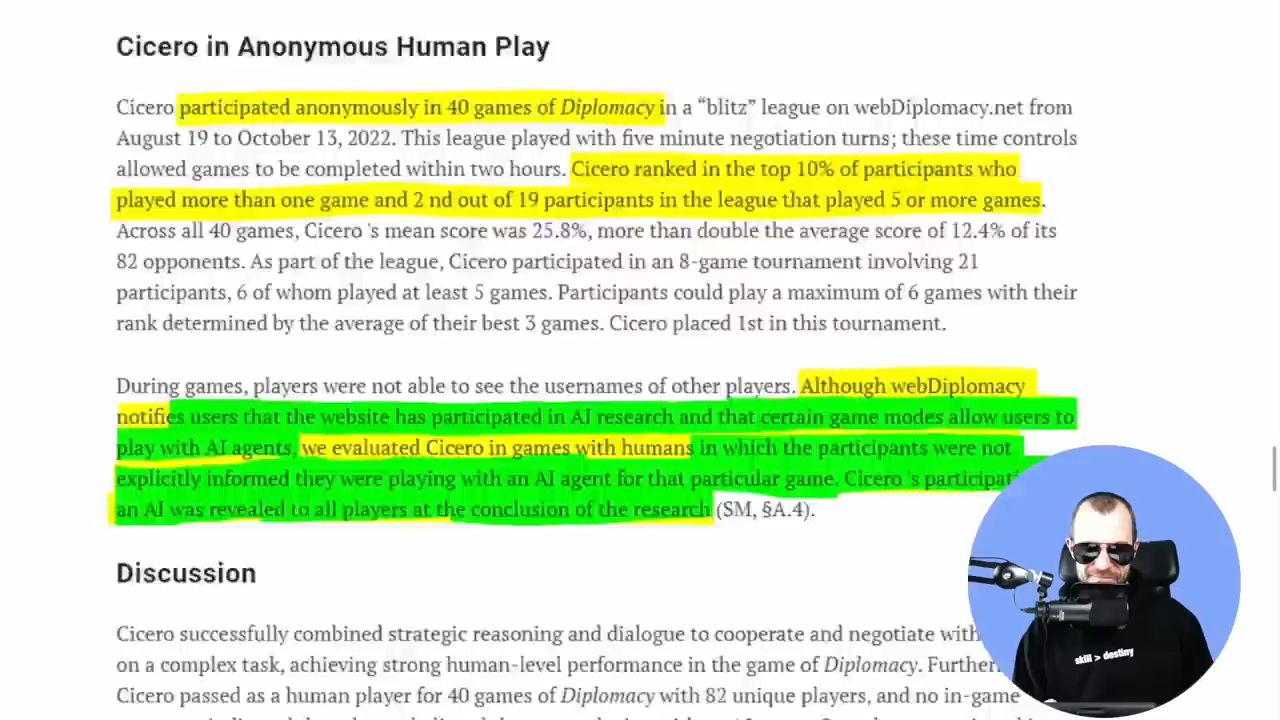 Cicero in Anonymous Human Play
Cicero participated anonymously in 40 games of Diplomacy in a “blitz” league on webDiplomacy.net from
August 19 to October 13, 2022. This league played with five minute negotiation turns; these time controls
allowed games to be completed within two hours. Cicero ranked in the top 10% of participants who
played more than one game and 2 nd out of 19 participants in the league that played 5 or more games.
Across all 40 games, Cicero 's mean score was 25.8%, more than double the average score of 12.4% of its
82 opponents. As part of the league, Cicero participated in an 8-game tournament involving 21
participants, 6 of whom played at least 5 games. Participants could play a maximum of 6 games with their
rank determined by the average of their best 3 games. Cicero placed 1st in this tournament.
During games, players were not able to see the usernames of other players. Although webDiplomacy
notifies users that the website has participated in AI research and that certain game modes allow users to
play with AI agents, we evaluated Cicero in games with humans in which the participants were not
explicitly informed they were playing with an AI agent for that particular game. Cicero 's
an AI was revealed to all players at the conclusion of the research (SM, §A.4).
Discussion
Cicero successfully combined strategic reasoning and dialogue to cooperate and negotiate with
on a complex task, achieving strong human-level performance in the game of Diplomacy.
Cicero passed as a human player for 40 games of Diplomacy with 82 unique players, and no in-game
skill > destiny